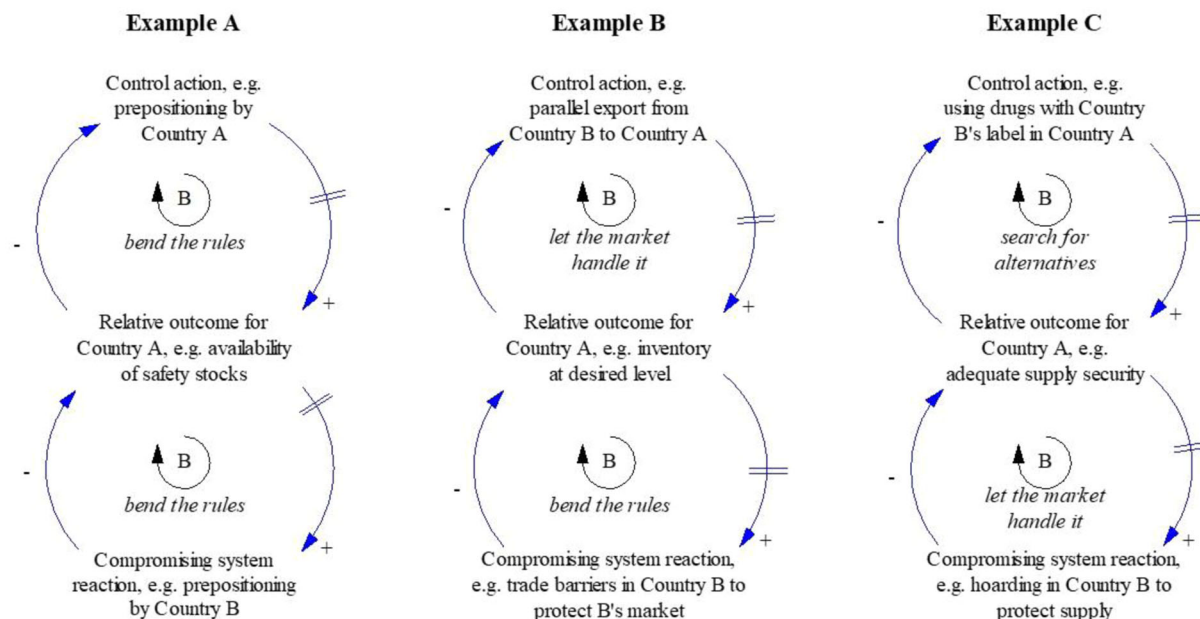 Example A
Control action, e.g.
prepositioning by
Country A
B
bend the rules
-
+
Relative outcome for
Country A, e.g. availability
of safety stocks
B
bend the rules
-
+
Compromising system
reaction, e.g. prepositioning
by Country B
Example B
Control action, e.g.
parallel export from
Country B to Country A
B
let the market
handle it
-
+
Relative outcome for
Country A, e.g. inventory
at desired level
B
bend the rules
-
+
Compromising system reaction,
e.g. trade barriers in Country B to
protect B's market
Example C
Control action, e.g.
using drugs with Country
B's label in Country A
B
search for
alternatives
-
+
Relative outcome for
Country A, e.g.
adequate supply security
B
let the market
handle it
-
+
Compromising system reaction,
e.g. hoarding in Country B to
protect supply